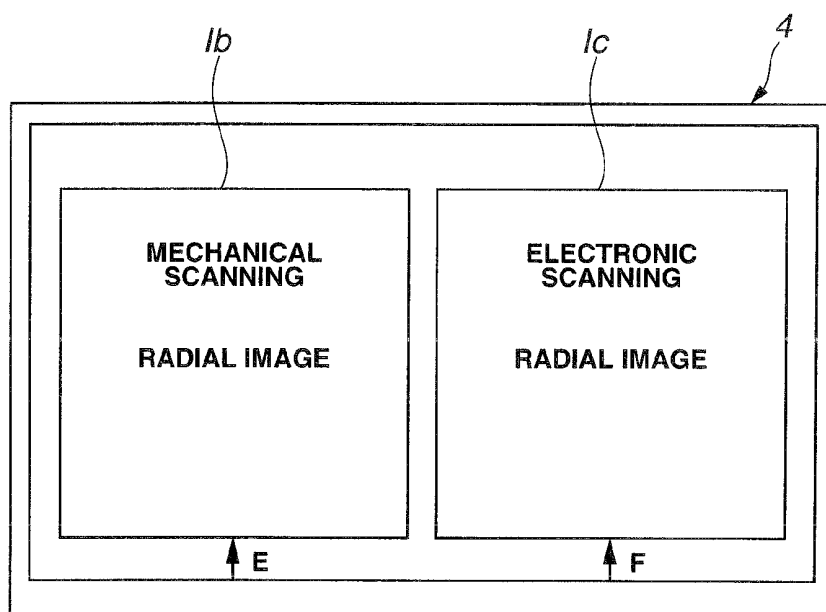 Ib
Ic
4
MECHANICAL
SCANNING
RADIAL IMAGE
ELECTRONIC
SCANNING
RADIAL IMAGE
E
F